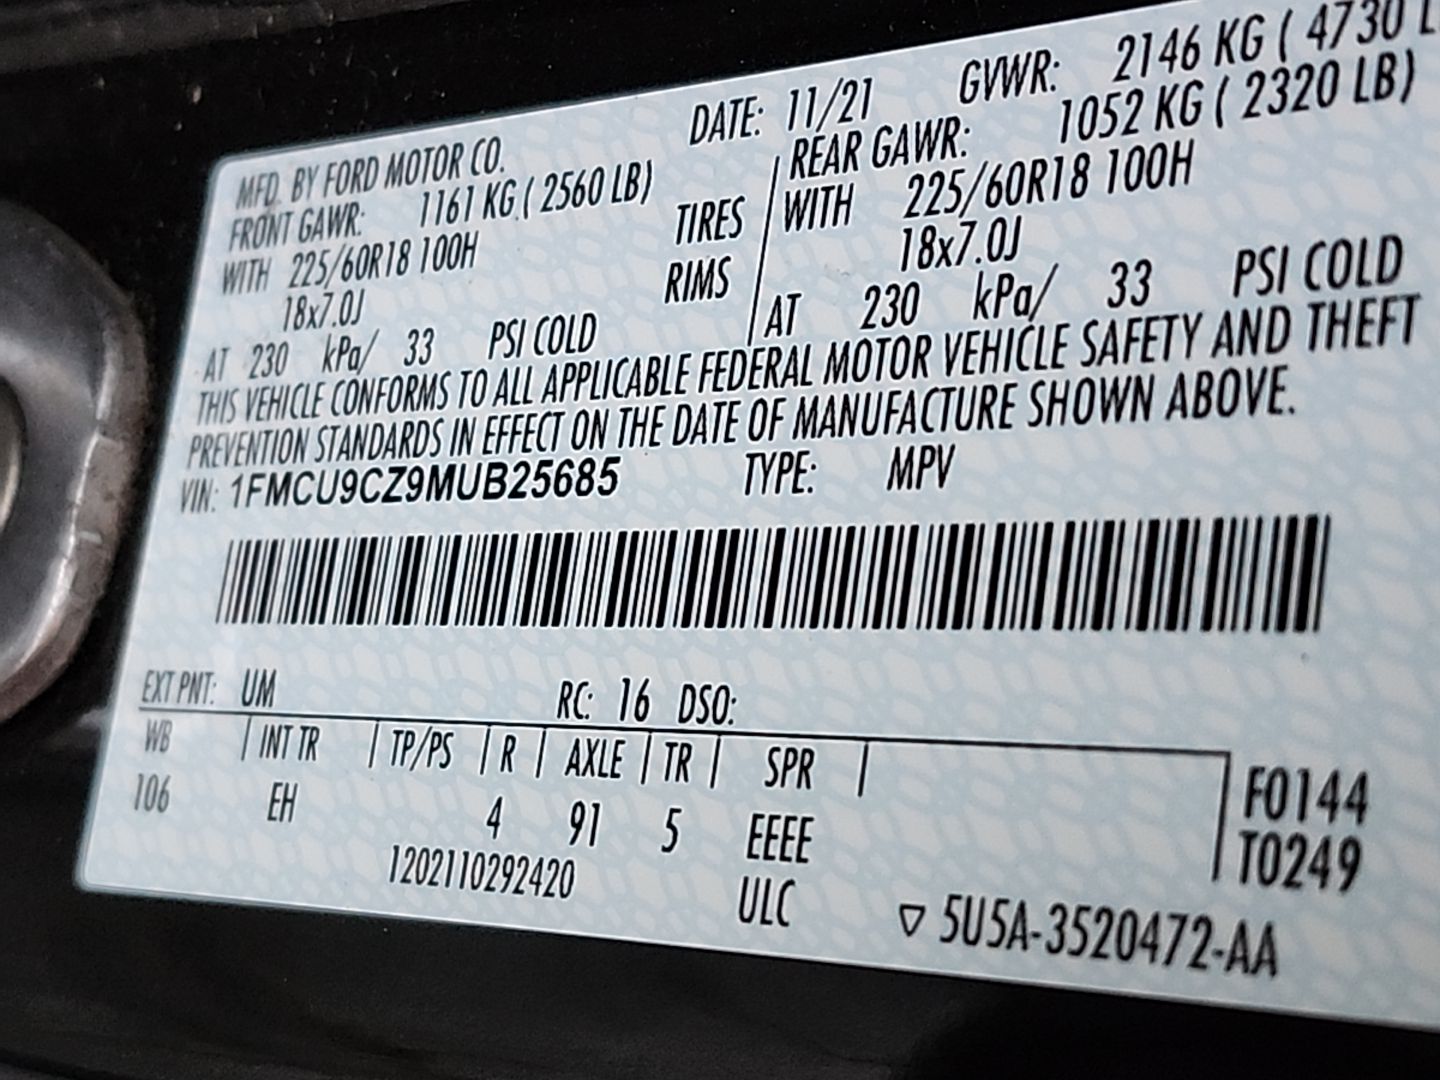 MFD. BY FORD MOTOR CO. DATE: 11/21 GVWR: 2146 KG ( 4730 L
FRONT GAWR: 1161 KG ( 2560 LB) REAR GAWR: 1052 KG ( 2320 LB)
WITH 225/60R18 100H TIRES WITH 225/60R18 100H
18x7.0J RIMS 18x7.0J
AT 230 kPa/ 33 PSI COLD AT 230 kPa/ 33 PSI COLD
THIS VEHICLE CONFORMS TO ALL APPLICABLE FEDERAL MOTOR VEHICLE SAFETY AND THEFT
PREVENTION STANDARDS IN EFFECT ON THE DATE OF MANUFACTURE SHOWN ABOVE.
VIN: 1FMCU9CZ9MUB25685 TYPE: MPV
EXT PNT: UM RC: 16 DSO:
WB | INT TR | TP/PS | R | AXLE | TR | SPR | F0144
106 EH 4 91 5 EEEE T0249
1202110292420 ULC ▽ 5U5A-3520472-AA